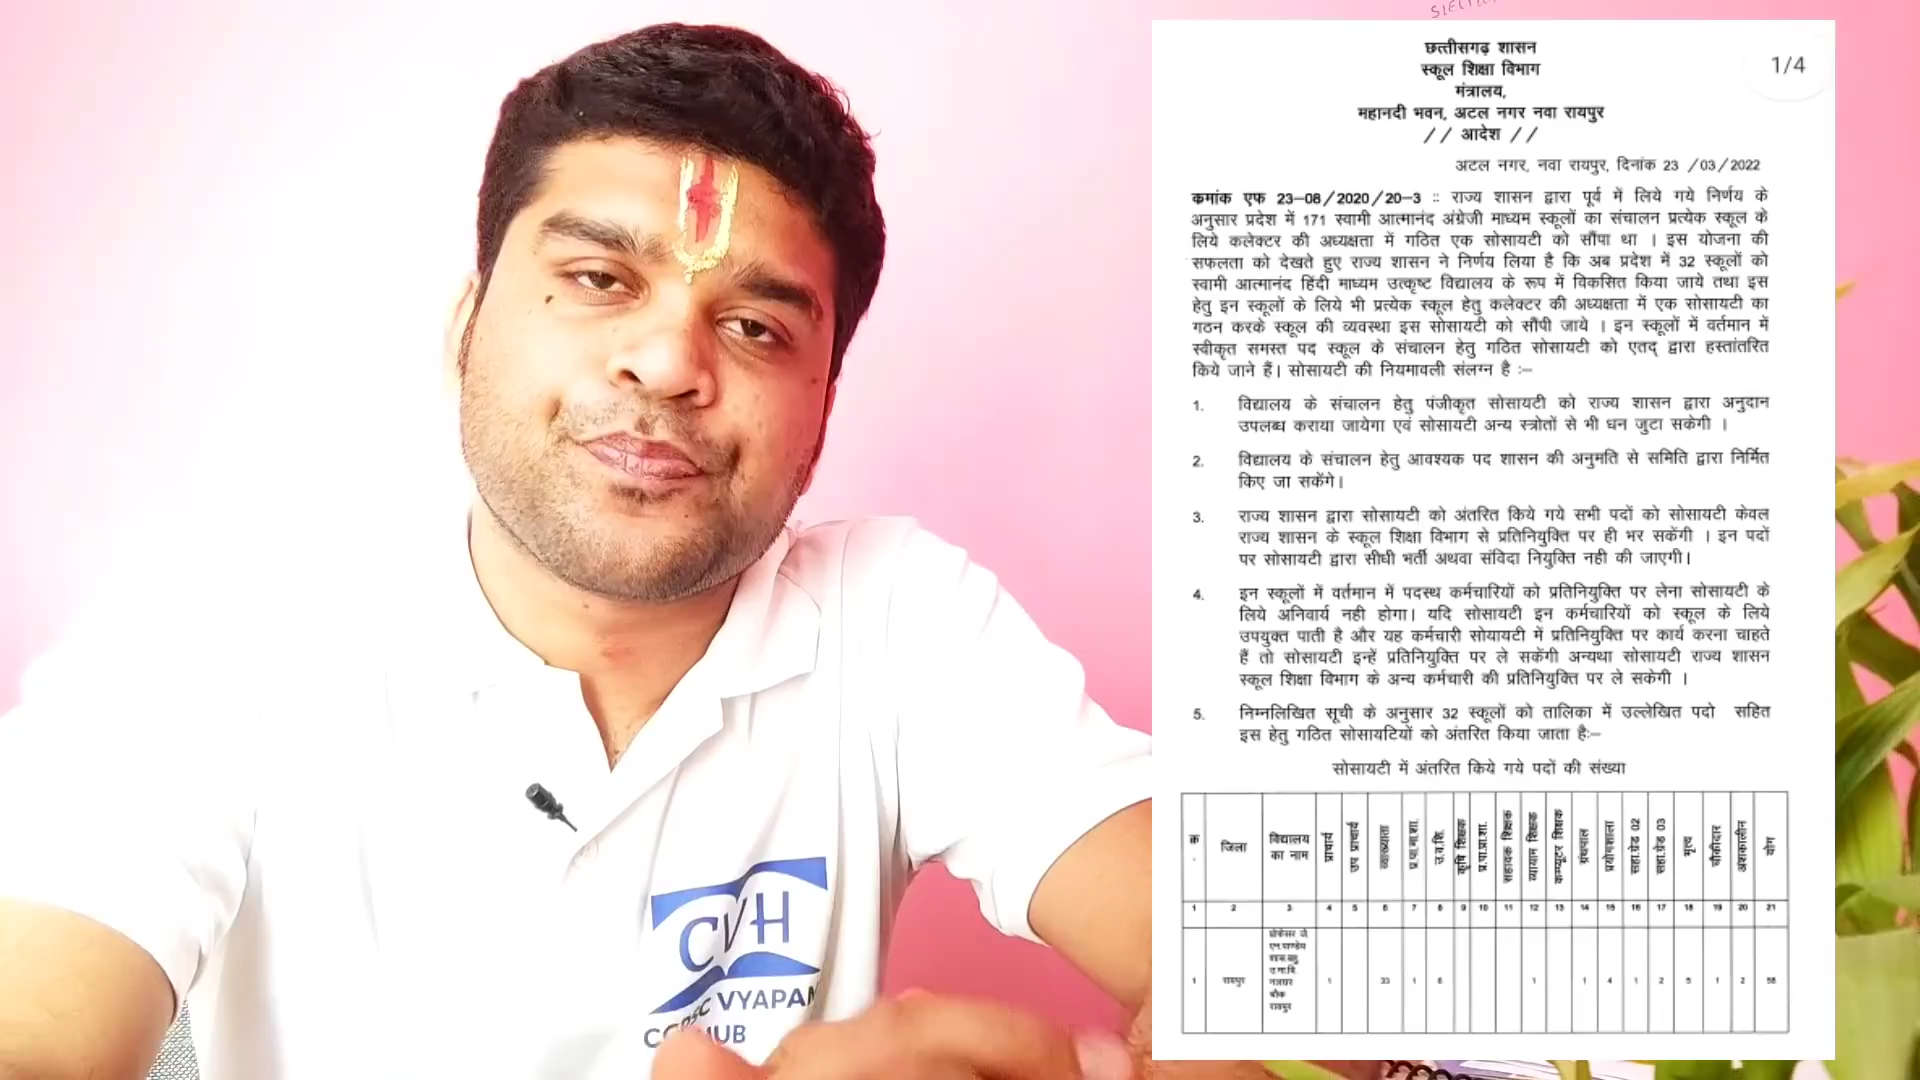 छत्तीसगढ़ शासन
स्कूल शिक्षा विभाग
मंत्रालय,
महानदी भवन, अटल नगर नवा रायपुर
// आदेश //
1/4
अटल नगर, नवा रायपुर, दिनांक 23 /03/2022
कमांक एफ 23-08/2020/20-3 :: राज्य शासन द्वारा पूर्व में लिये गये निर्णय के
अनुसार प्रदेश में 171 स्वामी आत्मानंद अंग्रेजी माध्यम स्कूलों का संचालन प्रत्येक स्कूल के
लिये कलेक्टर की अध्यक्षता में गठित एक सोसायटी को सौंपा था । इस योजना की
सफलता को देखते हुए राज्य शासन ने निर्णय लिया है कि अब प्रदेश में 32 स्कूलों को
स्वामी आत्मानंद हिंदी माध्यम उत्कृष्ट विद्यालय के रूप में विकसित किया जाये तथा इस
हेतु इन स्कूलों के लिये भी प्रत्येक स्कूल हेतु कलेक्टर की अध्यक्षता में एक सोसायटी का
गठन करके स्कूल की व्यवस्था इस सोसायटी को सौंपी जाये । इन स्कूलों में वर्तमान में
स्वीकृत समस्त पद स्कूल के संचालन हेतु गठित सोसायटी को एतद् द्वारा हस्तांतरित
किये जाने हैं। सोसायटी की नियमावली संलग्न है :–
1. विद्यालय के संचालन हेतु पंजीकृत सोसायटी को राज्य शासन द्वारा अनुदान
उपलब्ध कराया जायेगा एवं सोसायटी अन्य स्त्रोतों से भी धन जुटा सकेगी ।
2. विद्यालय के संचालन हेतु आवश्यक पद शासन की अनुमति से समिति द्वारा निर्मित
किए जा सकेंगे।
3. राज्य शासन द्वारा सोसायटी को अंतरित किये गये सभी पदों को सोसायटी केवल
राज्य शासन के स्कूल शिक्षा विभाग से प्रतिनियुक्ति पर ही भर सकेंगी । इन पदों
पर सोसायटी द्वारा सीधी भर्ती अथवा संविदा नियुक्ति नही की जाएगी।
4. इन स्कूलों में वर्तमान में पदस्थ कर्मचारियों को प्रतिनियुक्ति पर लेना सोसायटी के
लिये अनिवार्य नही होगा। यदि सोसायटी इन कर्मचारियों को स्कूल के लिये
उपयुक्त पाती है और यह कर्मचारी सोयायटी में प्रतिनियुक्ति पर कार्य करना चाहते
हैं तो सोसायटी इन्हें प्रतिनियुक्ति पर ले सकेंगी अन्यथा सोसायटी राज्य शासन
स्कूल शिक्षा विभाग के अन्य कर्मचारी की प्रतिनियुक्ति पर ले सकेगी ।
5. निम्नलिखित सूची के अनुसार 32 स्कूलों को तालिका में उल्लेखित पदो सहित
इस हेतु गठित सोसायटियों को अंतरित किया जाता है:–
सोसायटी में अंतरित किये गये पदों की संख्या
क्र. जिला विद्यालय का नाम प्राचार्य उप प्राचार्य व्याख्याता प्र.पा.मा.शा. उ.व.शि. कृषि शिक्षक प्र.पा.प्रा.शा. सहायक शिक्षक व्यायाम शिक्षक कम्प्यूटर शिक्षक ग्रंथपाल प्रयोगशाला सहा.ग्रेड 02 सहा.ग्रेड 03 भृत्य चौकीदार अंशकालीन योग
1 2 3 4 5 6 7 8 9 10 11 12 13 14 15 16 17 18 19 20 21
1 रायपुर 1 33 1 6 1 1 4 1 2 5 1 2 58
CVH
VYAPAM
HUB